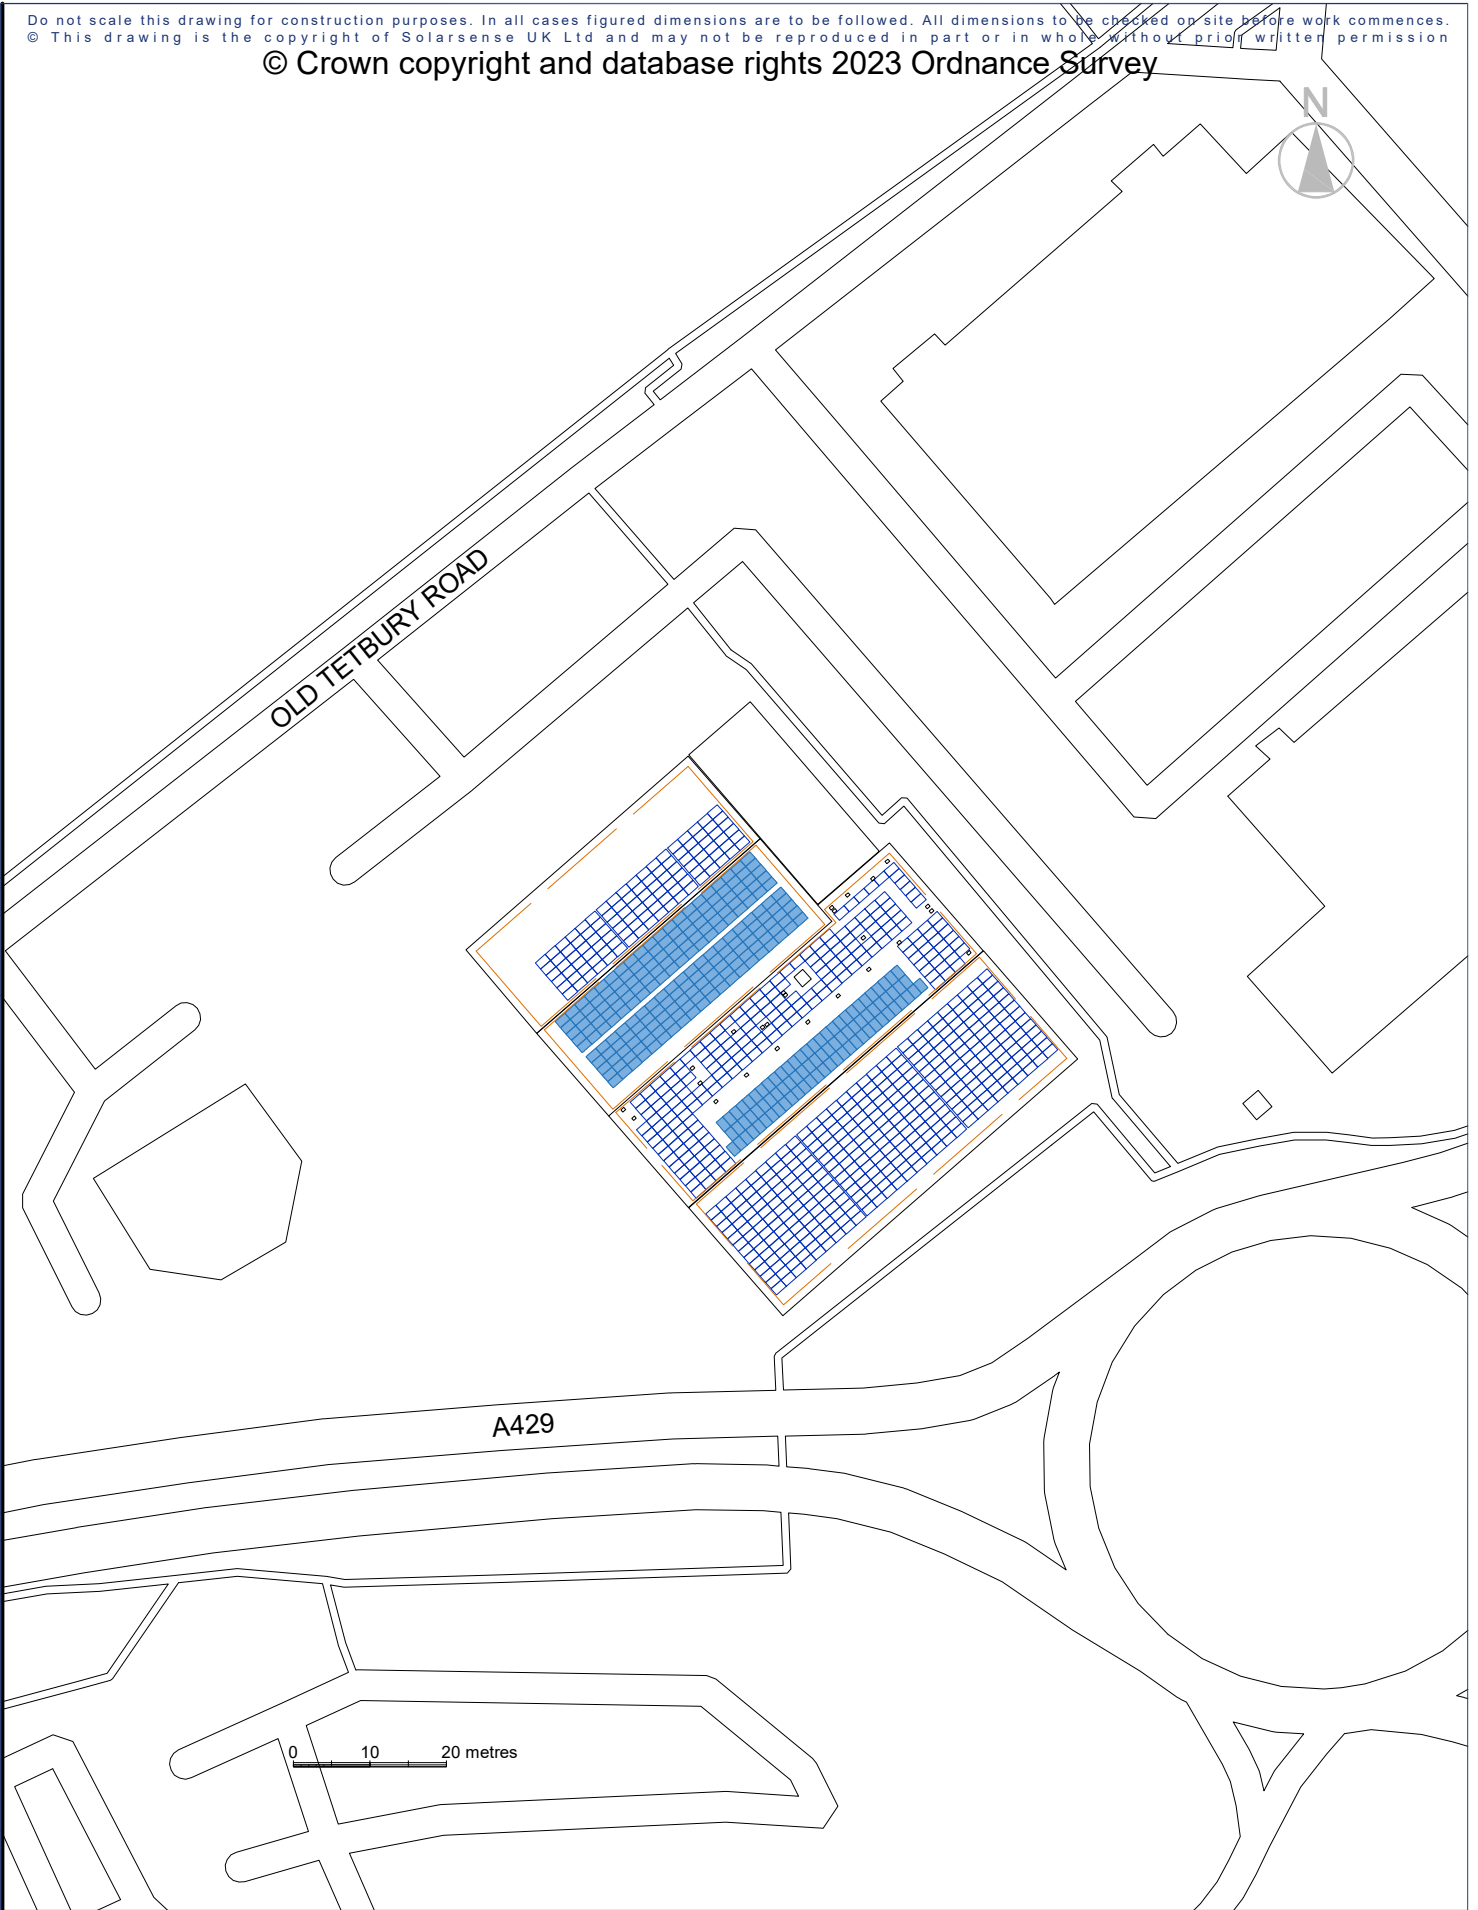 Do not scale this drawing for construction purposes. In all cases figured dimensions are to be followed. All dimensions to be checked on site before work commences.
© This drawing is the copyright of Solarsense UK Ltd and may not be reproduced in part or in whole without prior written permission
© Crown copyright and database rights 2023 Ordnance Survey
N
OLD TETBURY ROAD
A429
0 10 20 metres